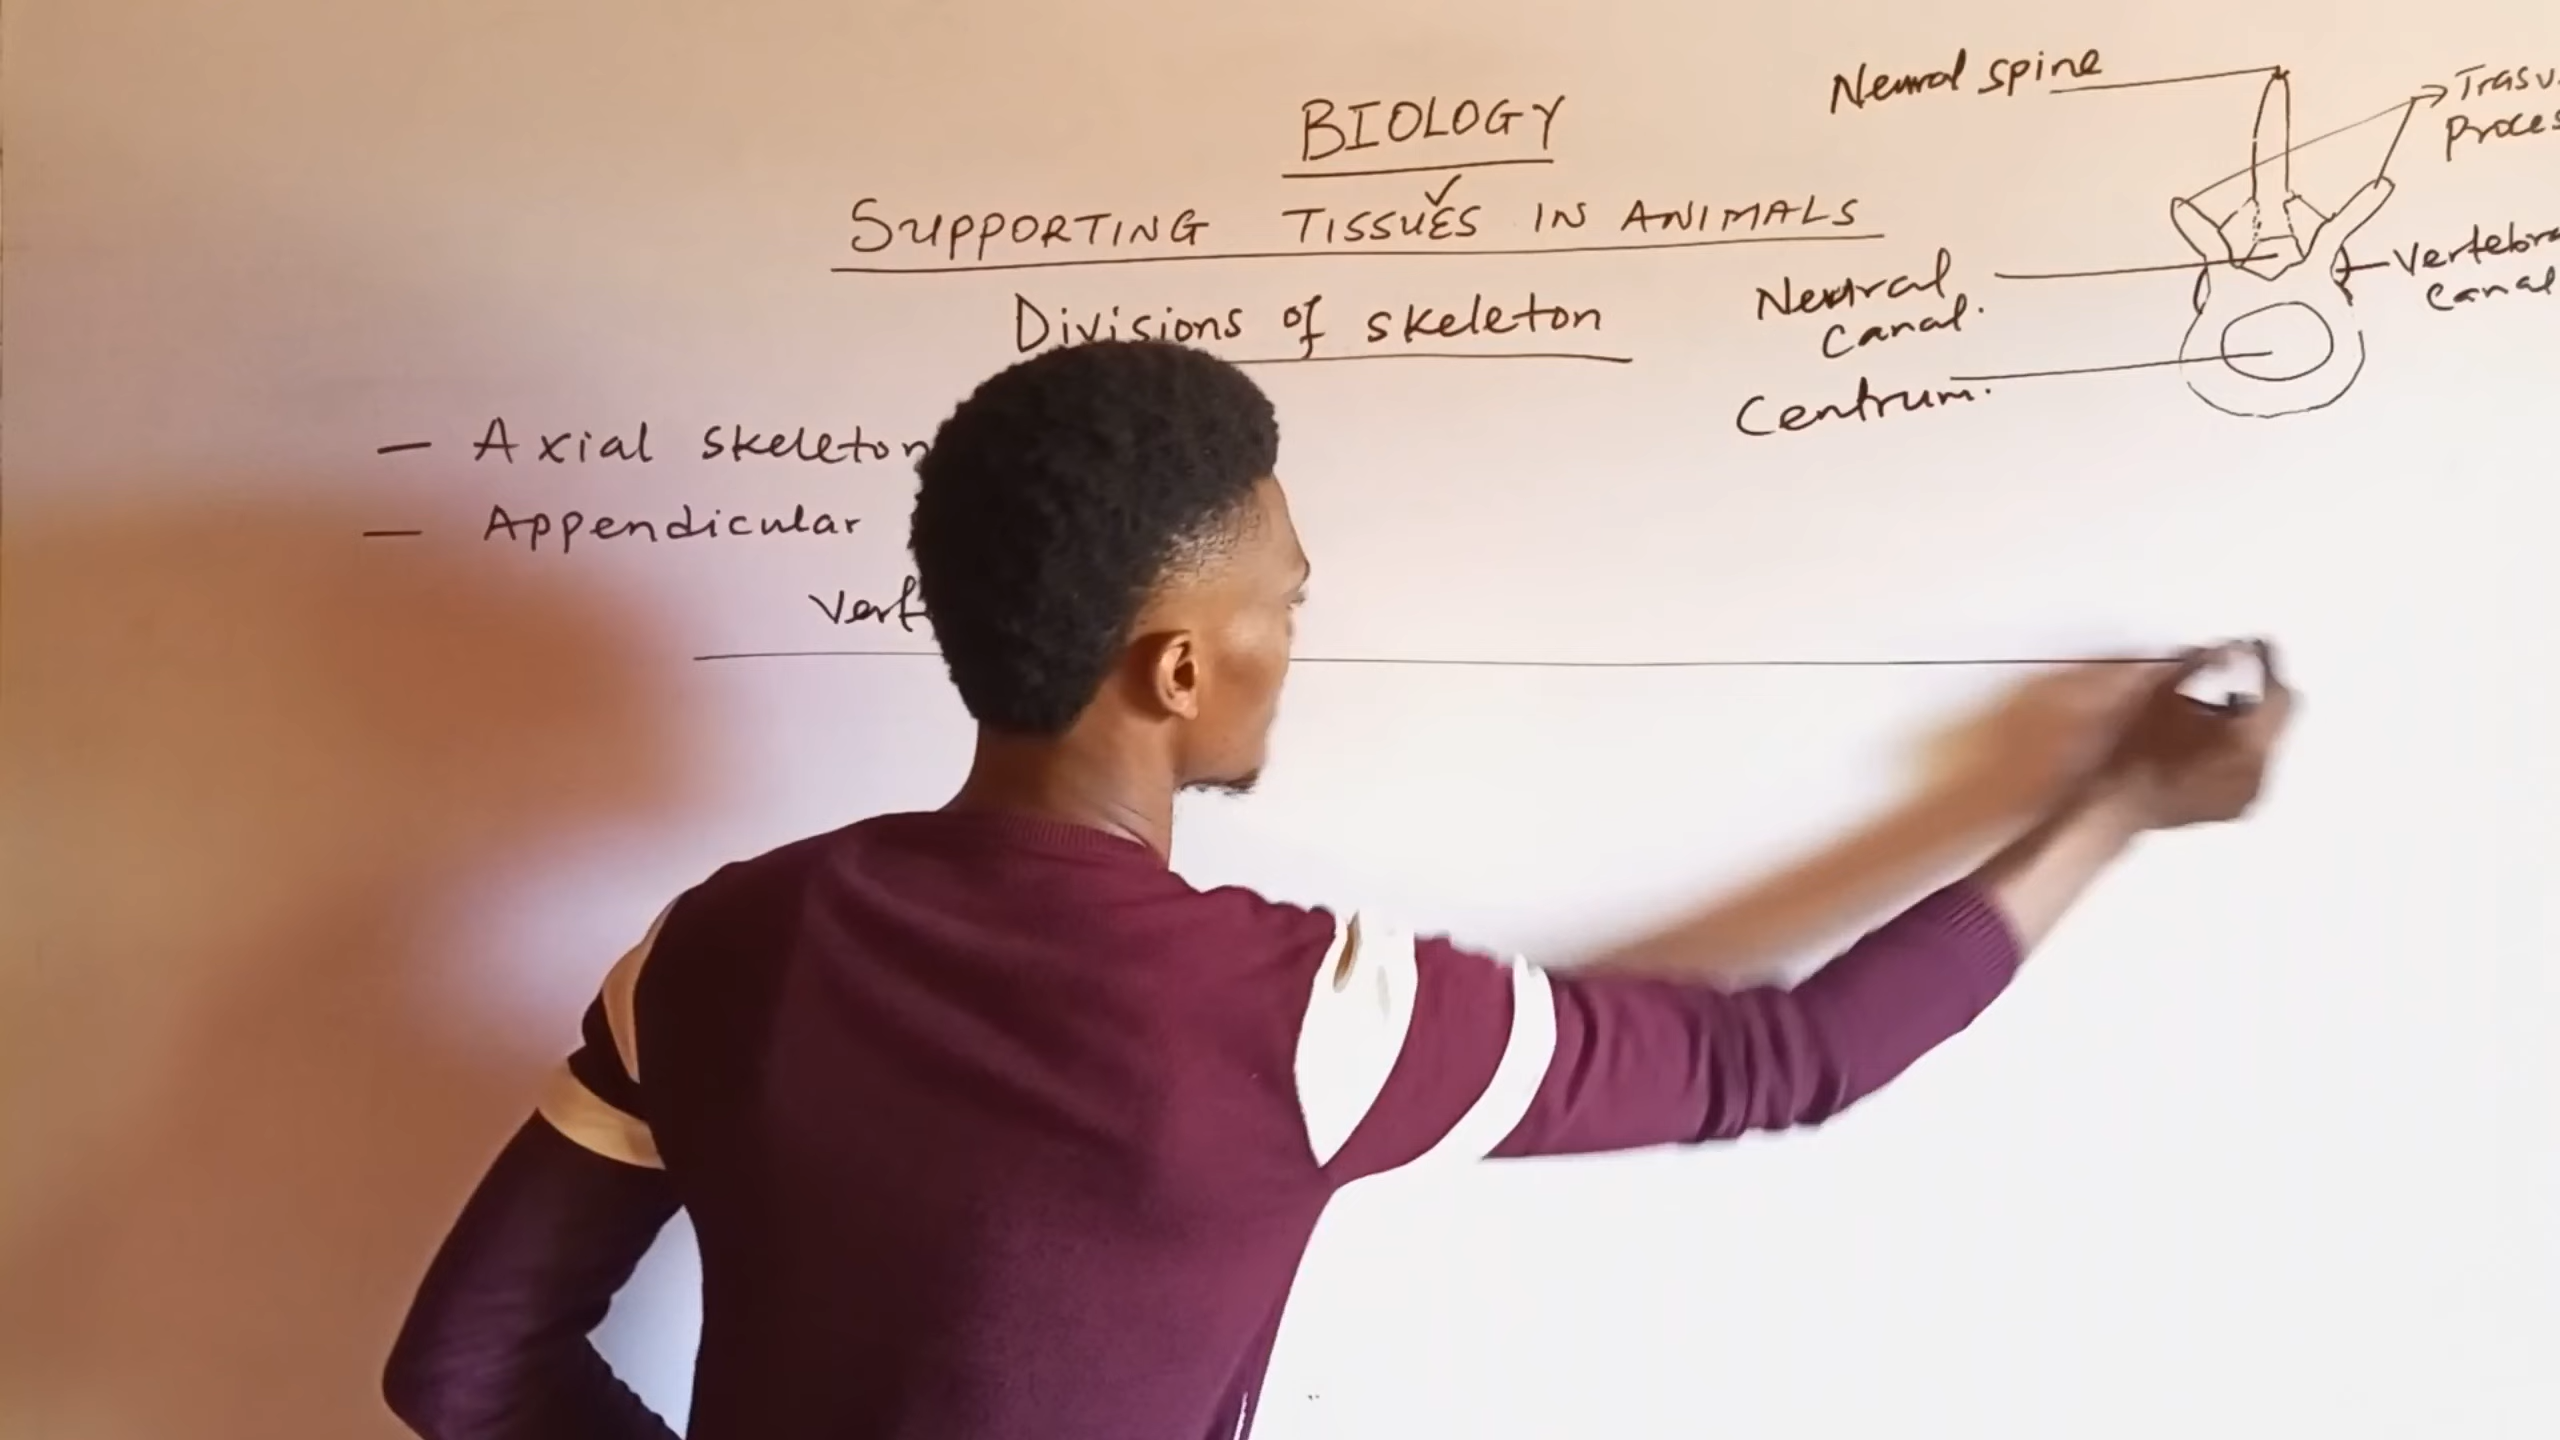 BIOLOGY
SUPPORTING TISSUES IN ANIMALS
Divisions of skeleton
— Axial skeleton
— Appendicular
Vert
Neural spine
Trasv
Proces
Vertebra
canal
Neural
canal.
Centrum.